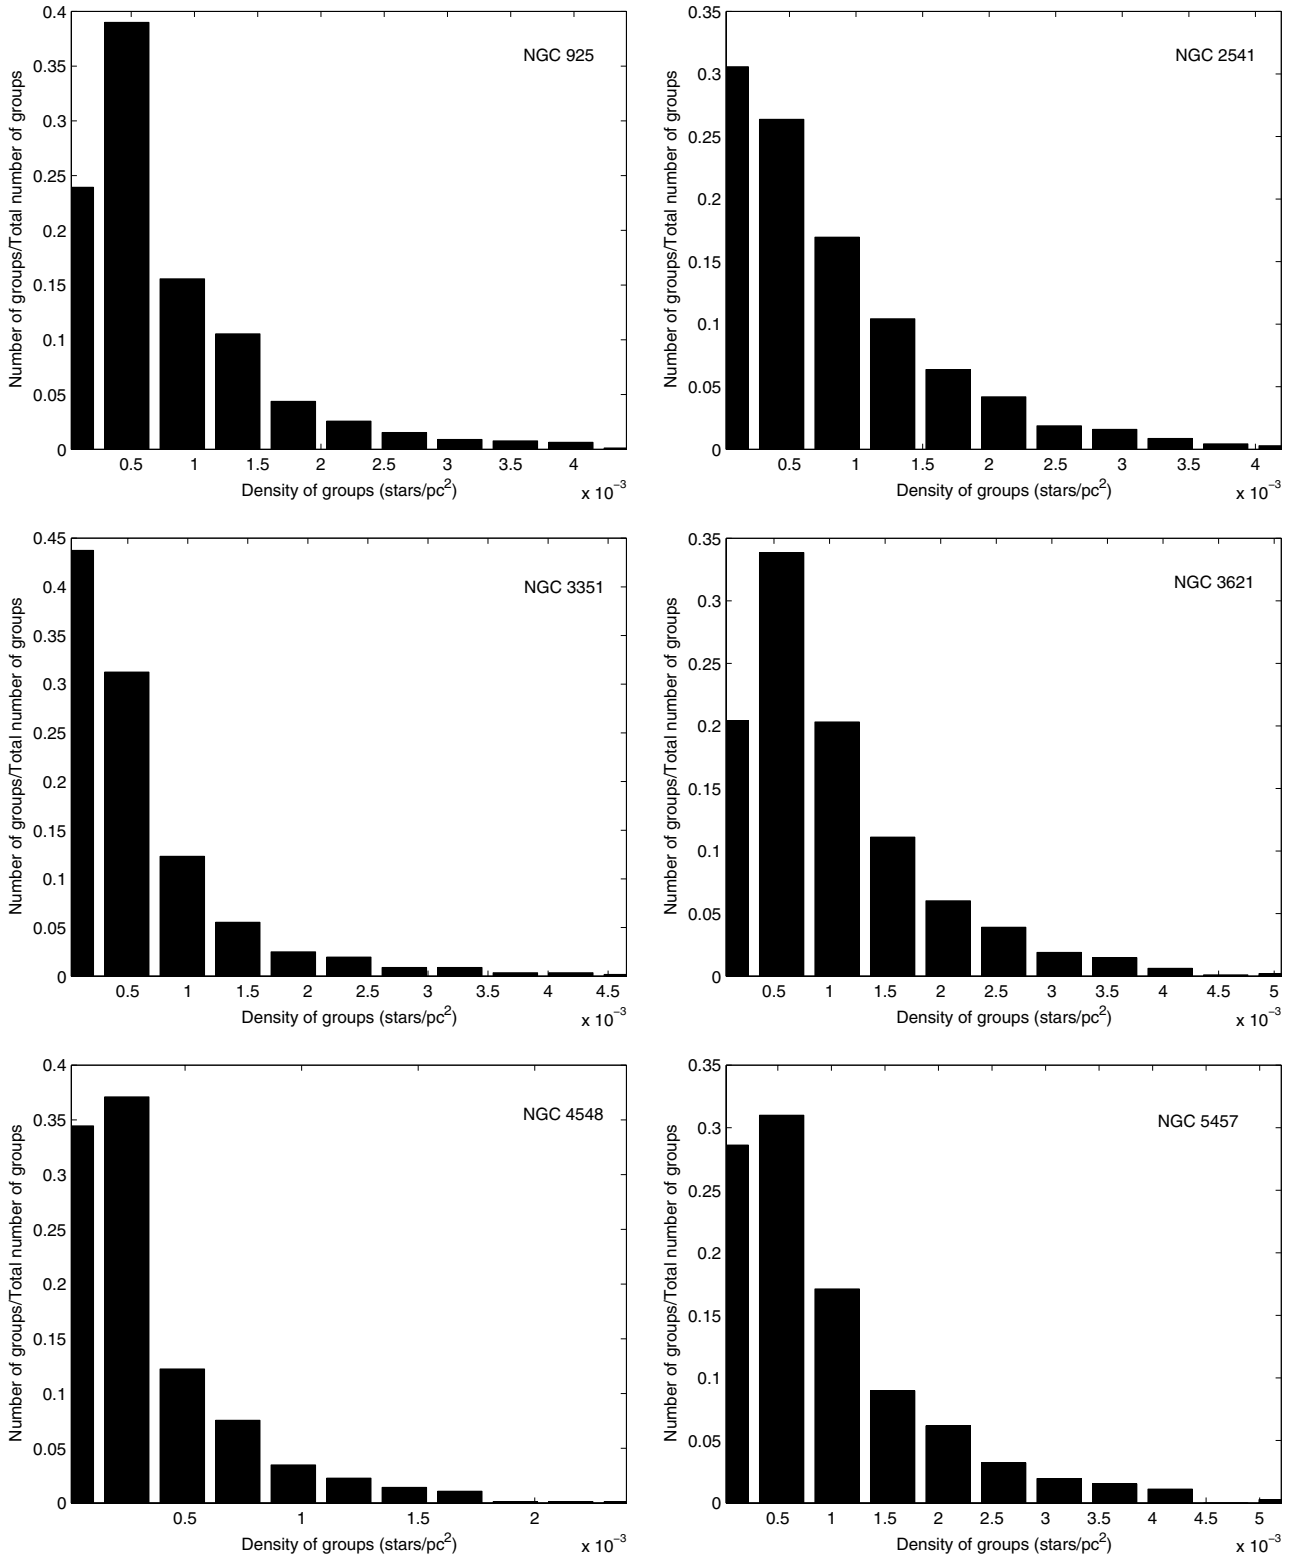 NGC 925
Number of groups/Total number of groups
0.4
0.35
0.3
0.25
0.2
0.15
0.1
0.05
0
0.5 1 1.5 2 2.5 3 3.5 4
Density of groups (stars/pc²)
x 10⁻³
NGC 2541
Number of groups/Total number of groups
0.35
0.3
0.25
0.2
0.15
0.1
0.05
0
0.5 1 1.5 2 2.5 3 3.5 4
Density of groups (stars/pc²)
x 10⁻³
NGC 3351
Number of groups/Total number of groups
0.45
0.4
0.35
0.3
0.25
0.2
0.15
0.1
0.05
0
0.5 1 1.5 2 2.5 3 3.5 4 4.5
Density of groups (stars/pc²)
x 10⁻³
NGC 3621
Number of groups/Total number of groups
0.35
0.3
0.25
0.2
0.15
0.1
0.05
0
0.5 1 1.5 2 2.5 3 3.5 4 4.5 5
Density of groups (stars/pc²)
x 10⁻³
NGC 4548
Number of groups/Total number of groups
0.4
0.35
0.3
0.25
0.2
0.15
0.1
0.05
0
0.5 1 1.5 2
Density of groups (stars/pc²)
x 10⁻³
NGC 5457
Number of groups/Total number of groups
0.35
0.3
0.25
0.2
0.15
0.1
0.05
0
0.5 1 1.5 2 2.5 3 3.5 4 4.5 5
Density of groups (stars/pc²)
x 10⁻³